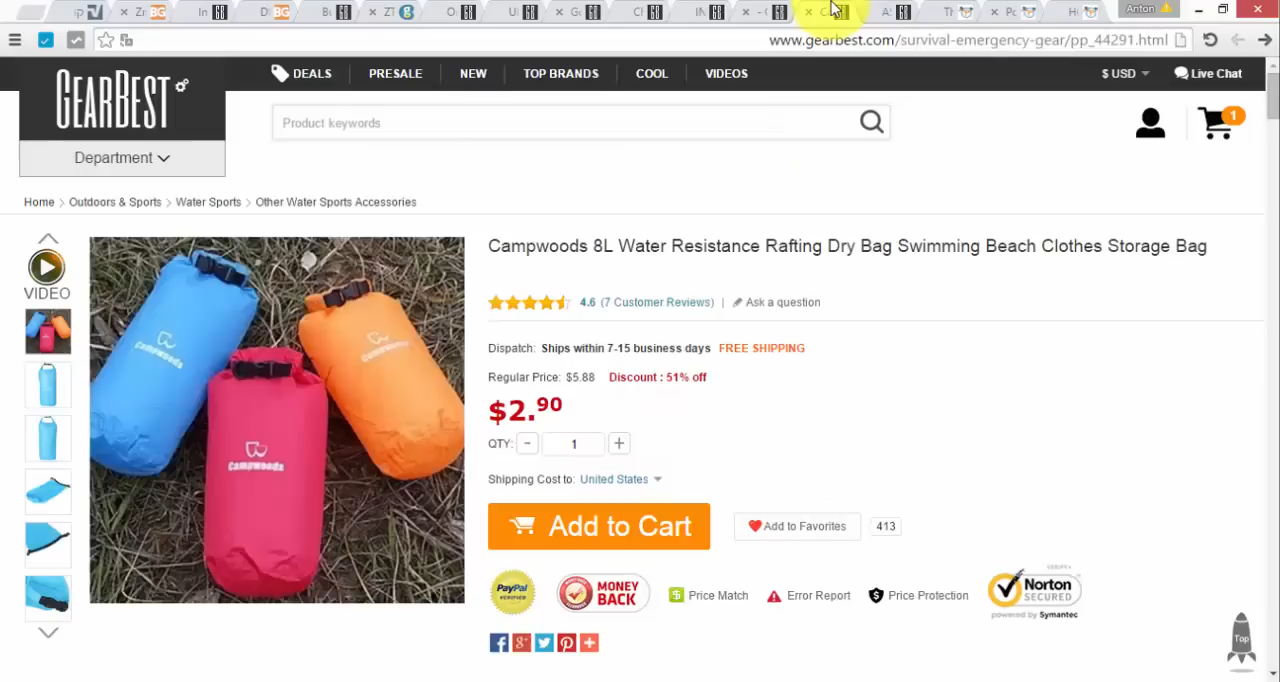 Anton
www.gearbest.com/survival-emergency-gear/pp_44291.html
GEARBEST
DEALS
PRESALE
NEW
TOP BRANDS
COOL
VIDEOS
$ USD
Live Chat
Product keywords
1
Department
Home > Outdoors & Sports > Water Sports > Other Water Sports Accessories
VIDEO
Campwoods
Campwoods
Campwoods
Campwoods 8L Water Resistance Rafting Dry Bag Swimming Beach Clothes Storage Bag
4.6 (7 Customer Reviews) | Ask a question
Dispatch: Ships within 7-15 business days FREE SHIPPING
Regular Price: $5.88 Discount : 51% off
$2.90
QTY: - 1 +
Shipping Cost to: United States
Add to Cart
Add to Favorites
413
PayPal
VERIFIED
MONEY
BACK
$ Price Match
Error Report
Price Protection
Norton
SECURED
powered by Symantec
Top